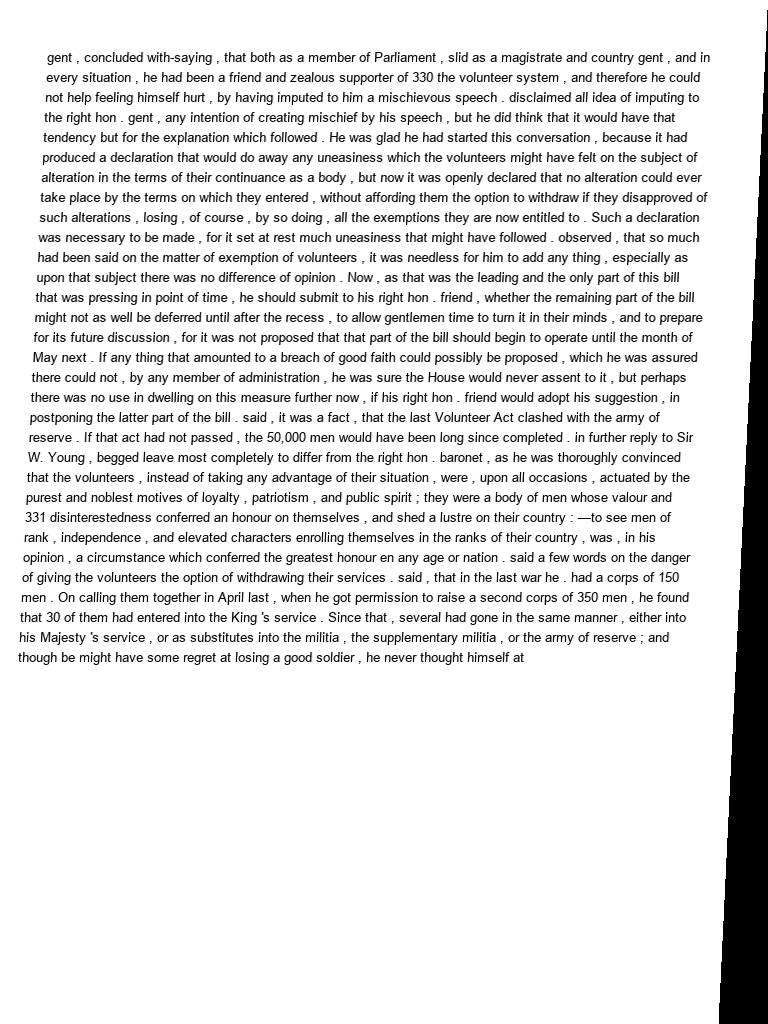 gent , concluded with-saying , that both as a member of Parliament , slid as a magistrate and country gent , and in
every situation , he had been a friend and zealous supporter of 330 the volunteer system , and therefore he could
not help feeling himself hurt , by having imputed to him a mischievous speech . disclaimed all idea of imputing to
the right hon . gent , any intention of creating mischief by his speech , but he did think that it would have that
tendency but for the explanation which followed . He was glad he had started this conversation , because it had
produced a declaration that would do away any uneasiness which the volunteers might have felt on the subject of
alteration in the terms of their continuance as a body , but now it was openly declared that no alteration could ever
take place by the terms on which they entered , without affording them the option to withdraw if they disapproved of
such alterations , losing , of course , by so doing , all the exemptions they are now entitled to . Such a declaration
was necessary to be made , for it set at rest much uneasiness that might have followed . observed , that so much
had been said on the matter of exemption of volunteers , it was needless for him to add any thing , especially as
upon that subject there was no difference of opinion . Now , as that was the leading and the only part of this bill
that was pressing in point of time , he should submit to his right hon . friend , whether the remaining part of the bill
might not as well be deferred until after the recess , to allow gentlemen time to turn it in their minds , and to prepare
for its future discussion , for it was not proposed that that part of the bill should begin to operate until the month of
May next . If any thing that amounted to a breach of good faith could possibly be proposed , which he was assured
there could not , by any member of administration , he was sure the House would never assent to it , but perhaps
there was no use in dwelling on this measure further now , if his right hon . friend would adopt his suggestion , in
postponing the latter part of the bill . said , it was a fact , that the last Volunteer Act clashed with the army of
reserve . If that act had not passed , the 50,000 men would have been long since completed . in further reply to Sir
W. Young , begged leave most completely to differ from the right hon . baronet , as he was thoroughly convinced
that the volunteers , instead of taking any advantage of their situation , were , upon all occasions , actuated by the
purest and noblest motives of loyalty , patriotism , and public spirit ; they were a body of men whose valour and
331 disinterestedness conferred an honour on themselves , and shed a lustre on their country : —to see men of
rank , independence , and elevated characters enrolling themselves in the ranks of their country , was , in his
opinion , a circumstance which conferred the greatest honour en any age or nation . said a few words on the danger
of giving the volunteers the option of withdrawing their services . said , that in the last war he . had a corps of 150
men . On calling them together in April last , when he got permission to raise a second corps of 350 men , he found
that 30 of them had entered into the King 's service . Since that , several had gone in the same manner , either into
his Majesty 's service , or as substitutes into the militia , the supplementary militia , or the army of reserve ; and
though be might have some regret at losing a good soldier , he never thought himself at